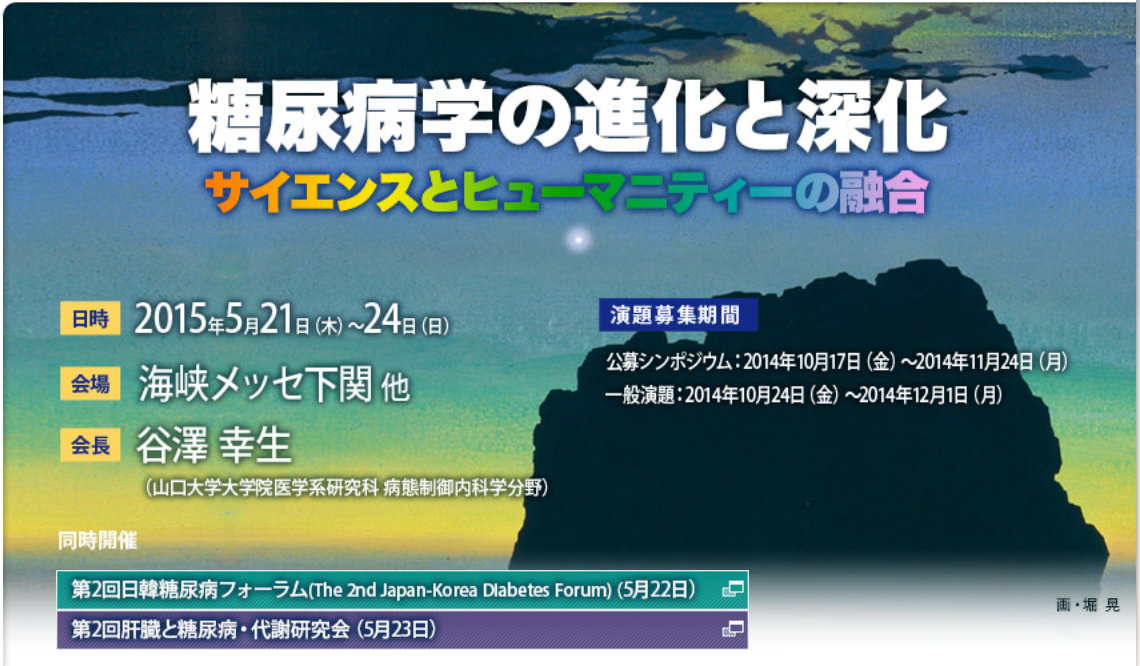 糖尿病学の進化と深化
サイエンスとヒューマニティーの融合
日時 2015年5月21日（木）～24日（日）
会場 海峡メッセ下関 他
会長 谷澤 幸生
（山口大学大学院医学系研究科 病態制御内科学分野）
演題募集期間
公募シンポジウム：2014年10月17日（金）～2014年11月24日（月）
一般演題：2014年10月24日（金）～2014年12月1日（月）
同時開催
第2回日韓糖尿病フォーラム(The 2nd Japan-Korea Diabetes Forum)（5月22日）
第2回肝臓と糖尿病・代謝研究会（5月23日）
画・堀 晃